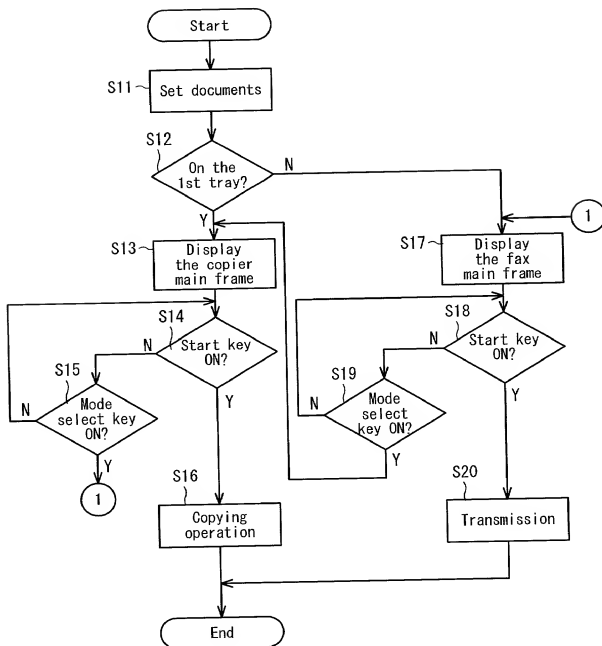 Start
S11
Set documents
S12
On the
1st tray?
N
Y
1
S13
Display
the copier
main frame
S17
Display
the fax
main frame
S14
Start key
ON?
N
Y
S18
Start key
ON?
N
Y
S15
Mode
select key
ON?
N
Y
1
S19
Mode
select
key ON?
N
Y
S16
Copying
operation
S20
Transmission
End